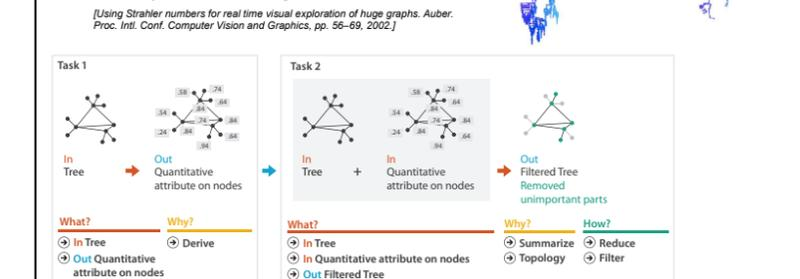 [Using Strahler numbers for real time visual exploration of huge graphs. Auber.
Proc. Intl. Conf. Computer Vision and Graphics, pp. 56–69, 2002.]
Task 1
.58 .74
.64
.54 .84
.74 .84
.24 .84 .64
.94
In
Tree
Out
Quantitative
attribute on nodes
What?
In Tree
Out Quantitative
attribute on nodes
Why?
Derive
Task 2
In
Tree
+
.58 .74
.64
.54 .84
.74 .84
.24 .84 .64
.94
In
Quantitative
attribute on nodes
Out
Filtered Tree
Removed
unimportant parts
What?
In Tree
In Quantitative attribute on nodes
Out Filtered Tree
Why?
Summarize
Topology
How?
Reduce
Filter